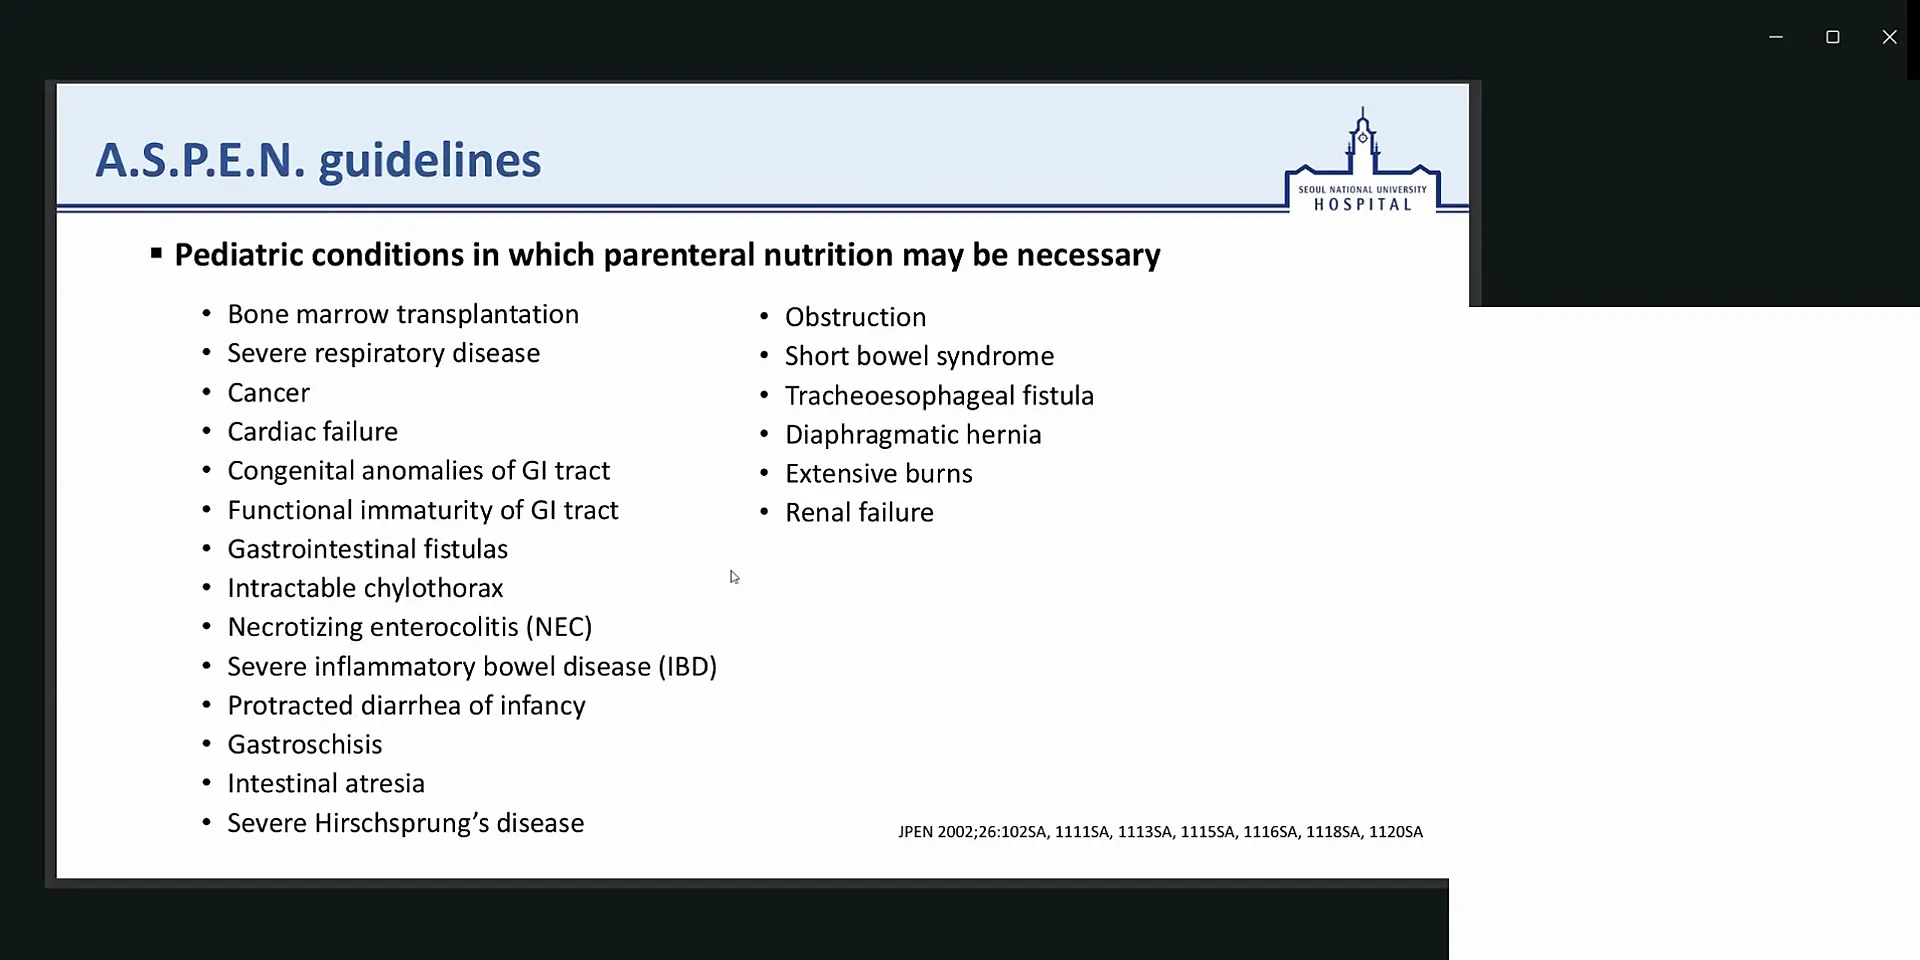 A.S.P.E.N. guidelines
SEOUL NATIONAL UNIVERSITY
HOSPITAL
▪ Pediatric conditions in which parenteral nutrition may be necessary
• Bone marrow transplantation
• Severe respiratory disease
• Cancer
• Cardiac failure
• Congenital anomalies of GI tract
• Functional immaturity of GI tract
• Gastrointestinal fistulas
• Intractable chylothorax
• Necrotizing enterocolitis (NEC)
• Severe inflammatory bowel disease (IBD)
• Protracted diarrhea of infancy
• Gastroschisis
• Intestinal atresia
• Severe Hirschsprung’s disease
• Obstruction
• Short bowel syndrome
• Tracheoesophageal fistula
• Diaphragmatic hernia
• Extensive burns
• Renal failure
JPEN 2002;26:102SA, 1111SA, 1113SA, 1115SA, 1116SA, 1118SA, 1120SA